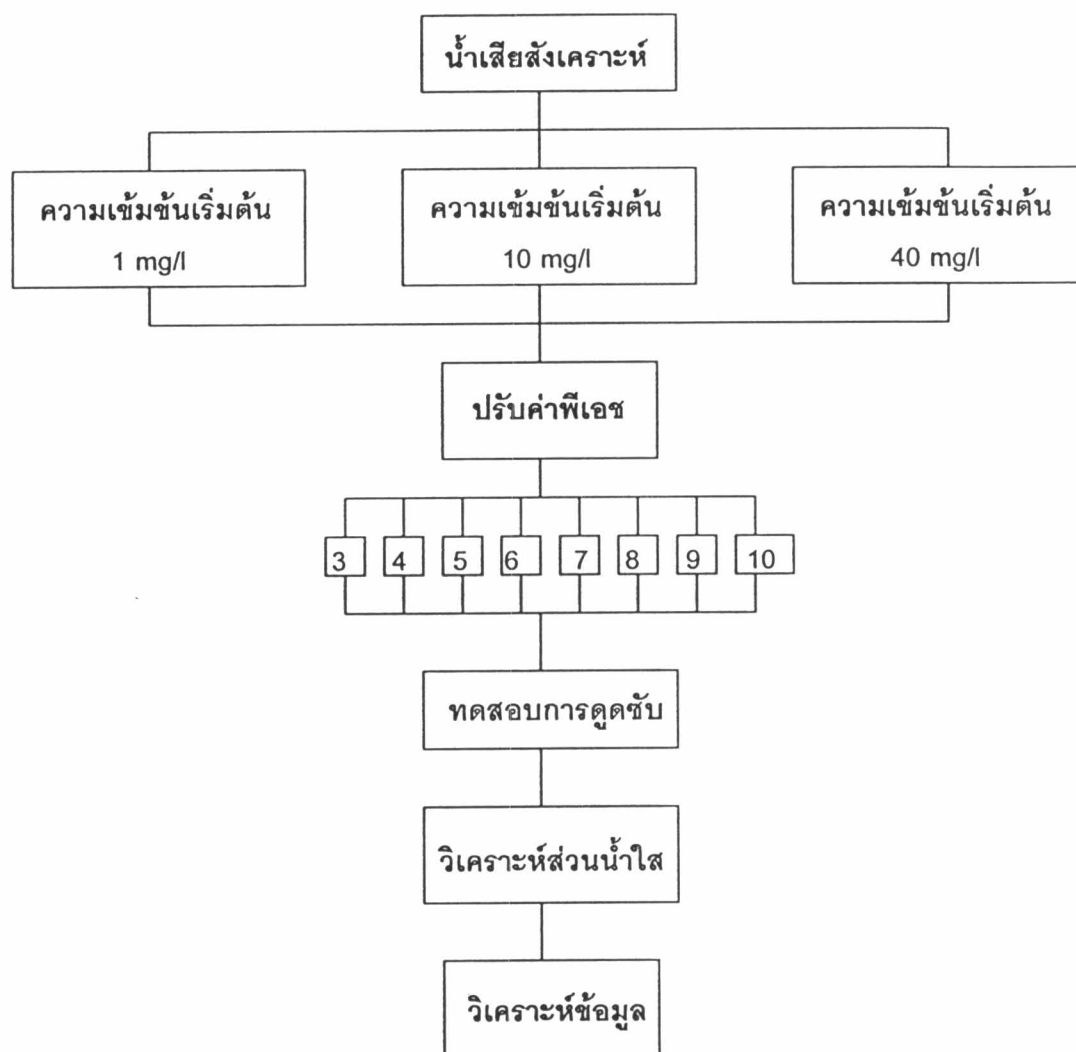 น้ำเสียสังเคราะห์
ความเข้มข้นเริ่มต้น
1 mg/l
ความเข้มข้นเริ่มต้น
10 mg/l
ความเข้มข้นเริ่มต้น
40 mg/l
ปรับค่าพีเอช
3 4 5 6 7 8 9 10
ทดสอบการดูดซับ
วิเคราะห์ส่วนน้ำใส
วิเคราะห์ข้อมูล